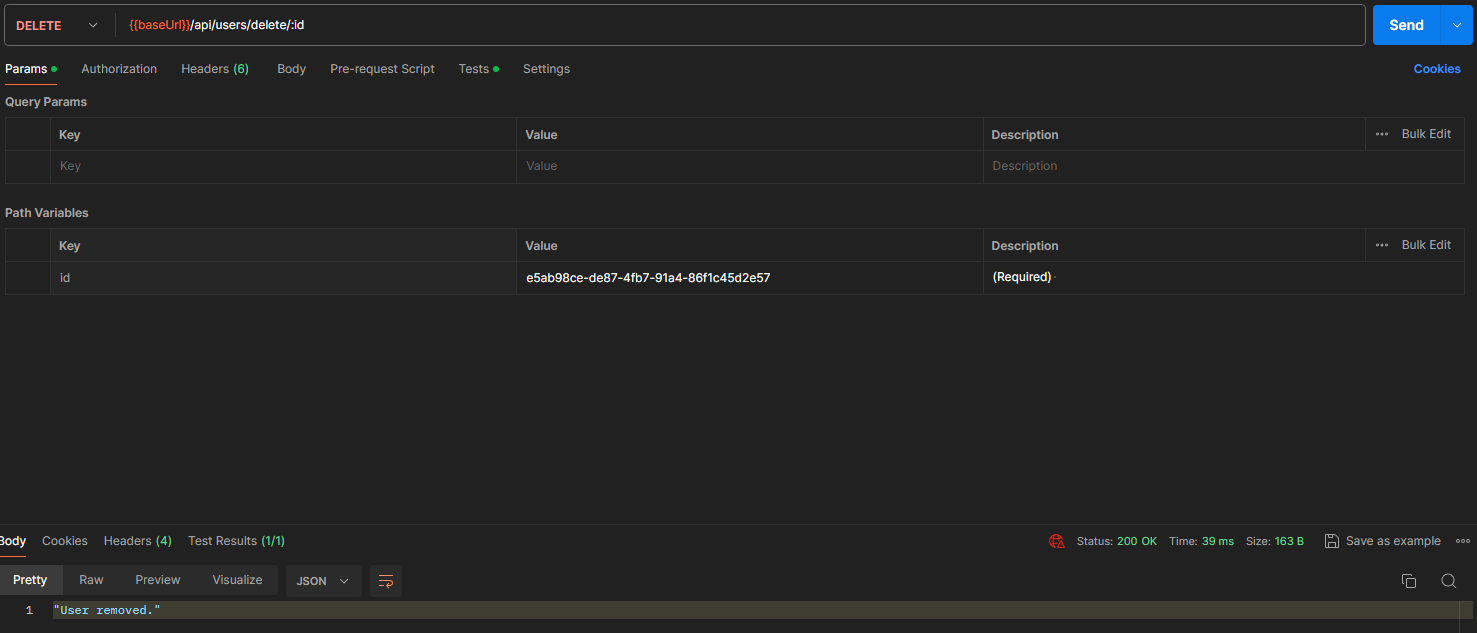 DELETE {{baseUrl}}/api/users/delete/:id Send
Params Authorization Headers (6) Body Pre-request Script Tests Settings Cookies
Query Params
Key Value Description ••• Bulk Edit
Key Value Description
Path Variables
Key Value Description ••• Bulk Edit
id e5ab98ce-de87-4fb7-91a4-86f1c45d2e57 (Required)
Body Cookies Headers (4) Test Results (1/1) Status: 200 OK Time: 39 ms Size: 163 B Save as example
Pretty Raw Preview Visualize JSON
1 "User removed."